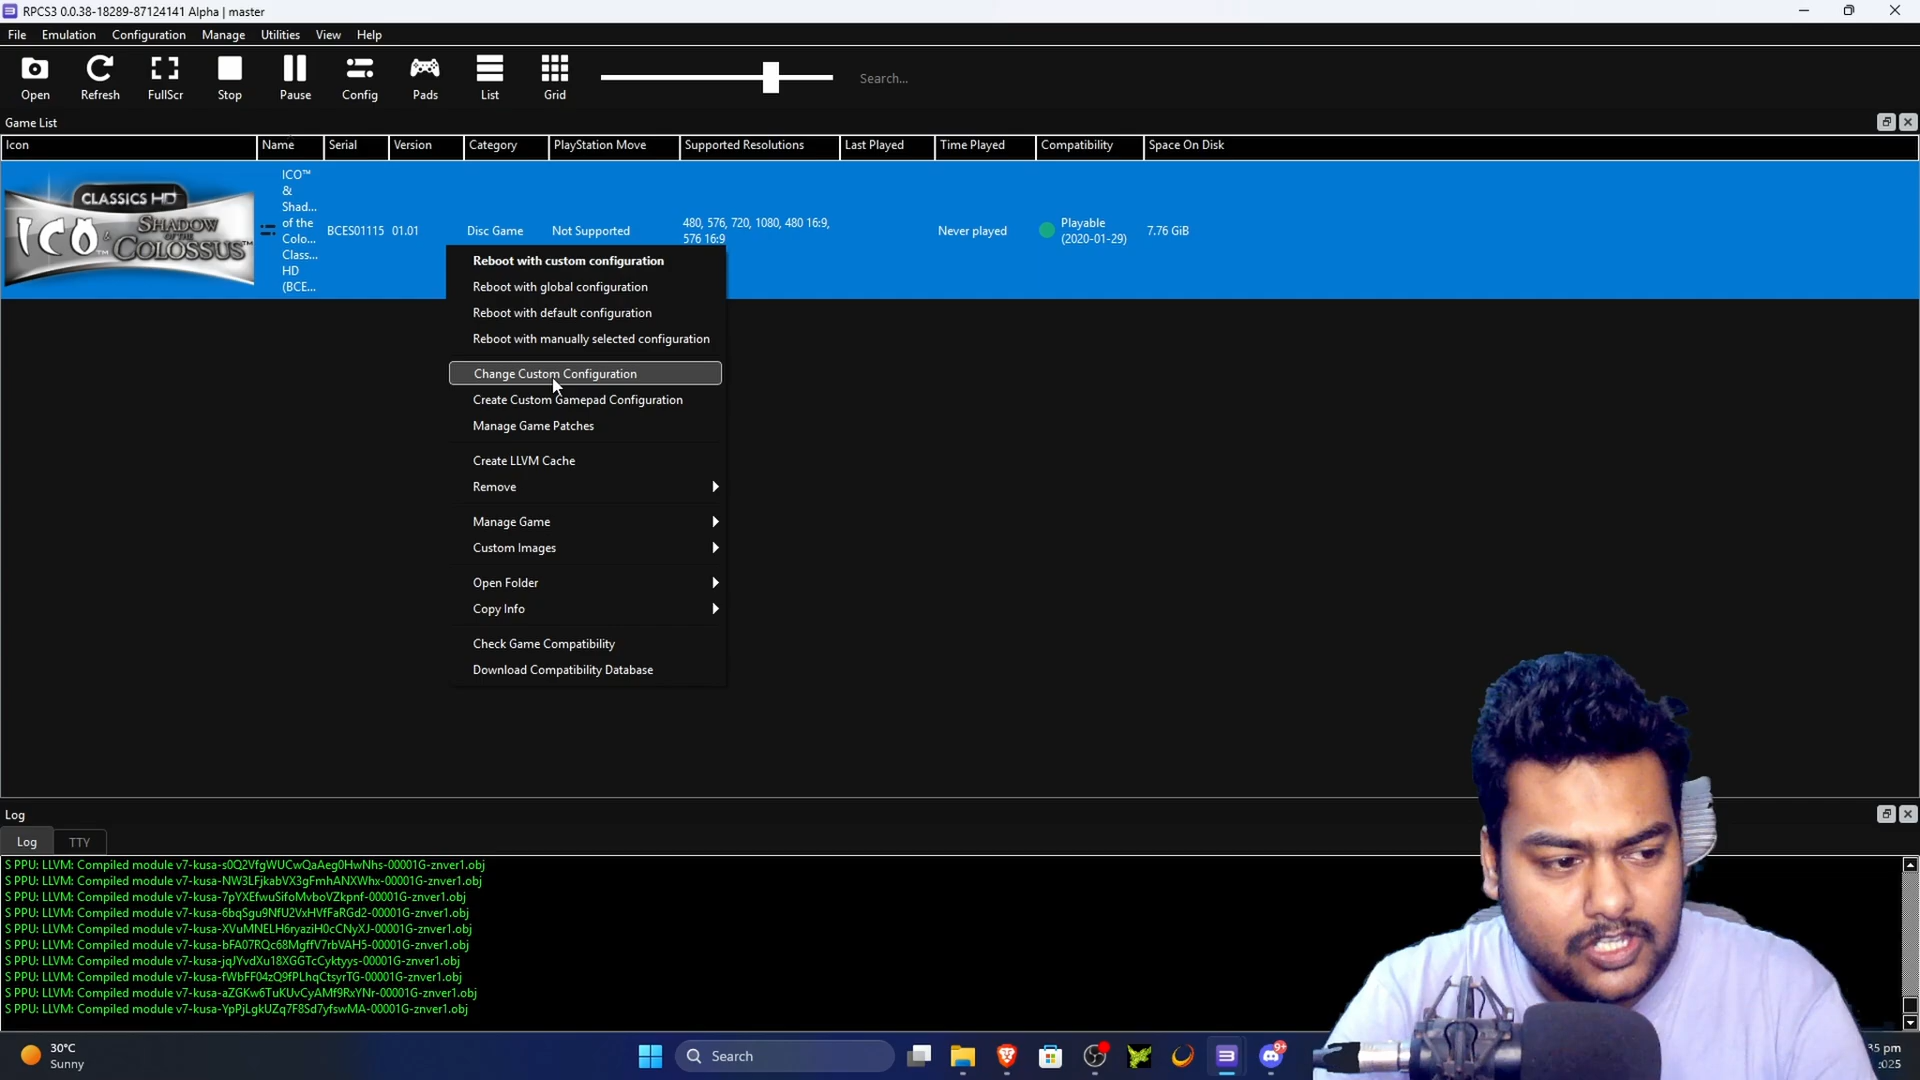 RPCS3 0.0.38-18289-87124141 Alpha | master
File Emulation Configuration Manage Utilities View Help
Open Refresh FullScr Stop Pause Config Pads List Grid Search...
Game List
Icon Name Serial Version Category PlayStation Move Supported Resolutions Last Played Time Played Compatibility Space On Disk
CLASSICS HD
ICO & SHADOW OF THE COLOSSUS
ICO™
&
Shad...
of the
Colo...
Class...
HD
(BCE...
BCES01115 01.01 Disc Game Not Supported
480, 576, 720, 1080, 480 16:9,
576 16:9
Never played
Playable
(2020-01-29)
7.76 GiB
Reboot with custom configuration
Reboot with global configuration
Reboot with default configuration
Reboot with manually selected configuration
Change Custom Configuration
Create Custom Gamepad Configuration
Manage Game Patches
Create LLVM Cache
Remove
Manage Game
Custom Images
Open Folder
Copy Info
Check Game Compatibility
Download Compatibility Database
Log
Log TTY
S PPU: LLVM: Compiled module v7-kusa-s0Q2VfgWUCwQaAeg0HwNhs-00001G-znver1.obj
S PPU: LLVM: Compiled module v7-kusa-NW3LFjkabVX3gFmhANXWhx-00001G-znver1.obj
S PPU: LLVM: Compiled module v7-kusa-7pYXEfwuSifoMvboVZkpnf-00001G-znver1.obj
S PPU: LLVM: Compiled module v7-kusa-6bqSgu9NfU2VxHVfFaRGd2-00001G-znver1.obj
S PPU: LLVM: Compiled module v7-kusa-XVuMNELH6ryaziH0cCNyXJ-00001G-znver1.obj
S PPU: LLVM: Compiled module v7-kusa-bFA07RQc68MgffV7rbVAH5-00001G-znver1.obj
S PPU: LLVM: Compiled module v7-kusa-jqJYvdXu18XGGTcCyktyys-00001G-znver1.obj
S PPU: LLVM: Compiled module v7-kusa-fWbFF04zQ9fPLhqCtsyrTG-00001G-znver1.obj
S PPU: LLVM: Compiled module v7-kusa-aZGKw6TuKUvCyAMf9RxYNr-00001G-znver1.obj
S PPU: LLVM: Compiled module v7-kusa-YpPjLgkUZq7F8Sd7yfswMA-00001G-znver1.obj
30°C
Sunny
Search
9+
35 pm
2025